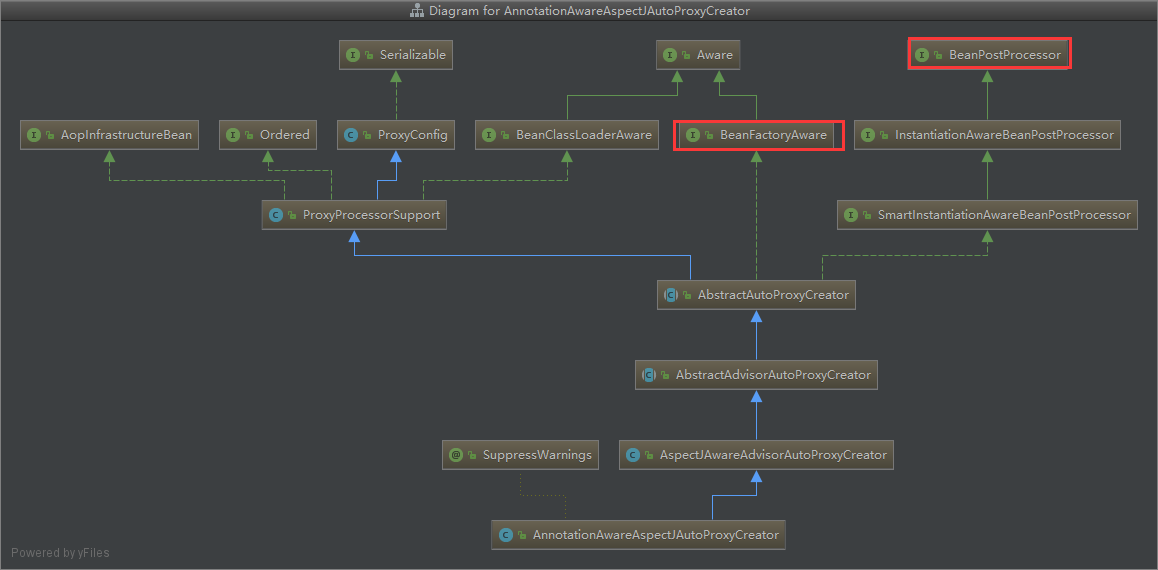 Diagram for AnnotationAwareAspectJAutoProxyCreator
Serializable
Aware
BeanPostProcessor
AopInfrastructureBean
Ordered
ProxyConfig
BeanClassLoaderAware
BeanFactoryAware
InstantiationAwareBeanPostProcessor
ProxyProcessorSupport
SmartInstantiationAwareBeanPostProcessor
AbstractAutoProxyCreator
AbstractAdvisorAutoProxyCreator
SuppressWarnings
AspectJAwareAdvisorAutoProxyCreator
AnnotationAwareAspectJAutoProxyCreator
Powered by yFiles